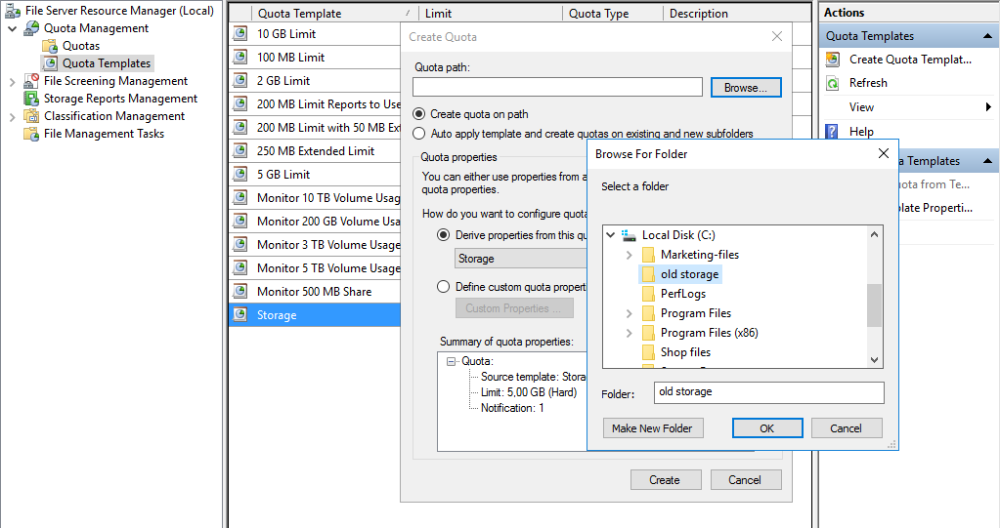 File Server Resource Manager (Local)
Quota Management
Quotas
Quota Templates
File Screening Management
Storage Reports Management
Classification Management
File Management Tasks
Quota Template / Limit Quota Type Description
10 GB Limit
100 MB Limit
2 GB Limit
200 MB Limit Reports to Use
200 MB Limit with 50 MB Ex
250 MB Extended Limit
5 GB Limit
Monitor 10 TB Volume Usag
Monitor 200 GB Volume Usa
Monitor 3 TB Volume Usage
Monitor 5 TB Volume Usage
Monitor 500 MB Share
Storage
Create Quota
Quota path:
Browse...
Create quota on path
Auto apply template and create quotas on existing and new subfolders
Quota properties
You can either use properties from a
quota properties.
How do you want to configure quota
Derive properties from this qu
Storage
Define custom quota propert
Custom Properties ...
Summary of quota properties:
Quota:
Source template: Stora
Limit: 5,00 GB (Hard)
Notification: 1
Create Cancel
Browse For Folder
Select a folder
Local Disk (C:)
Marketing-files
old storage
PerfLogs
Program Files
Program Files (x86)
Shop files
Folder: old storage
Make New Folder OK Cancel
Actions
Quota Templates
Create Quota Templat...
Refresh
View
Help
a Templates
uota from Te...
plate Properti...